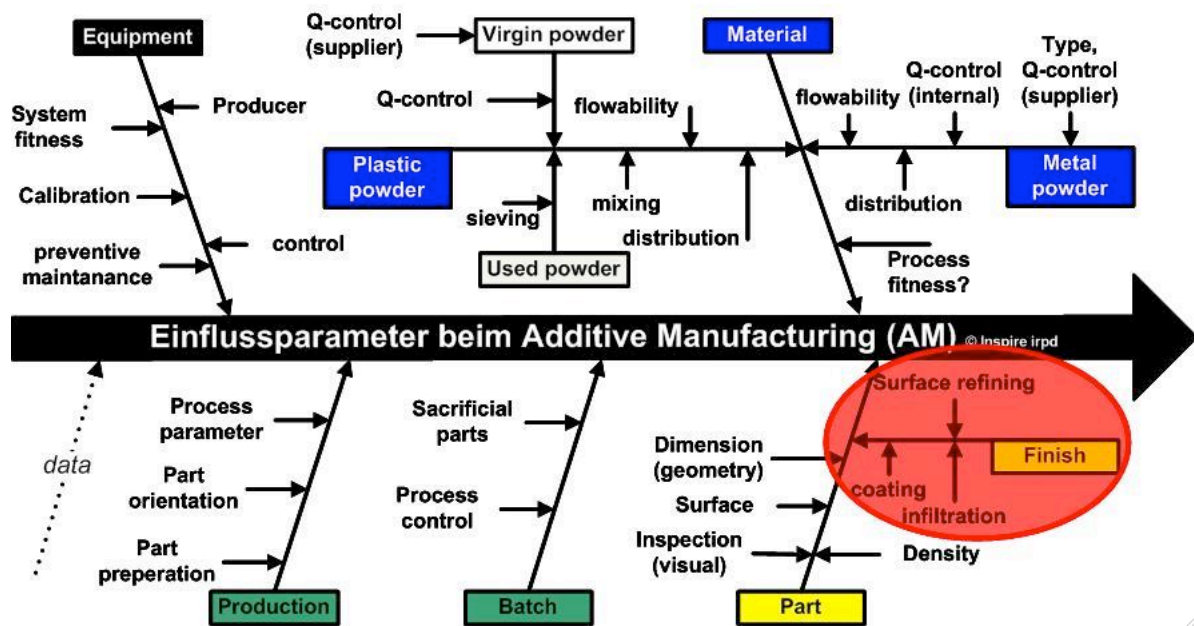 Equipment
Producer
System
fitness
Calibration
control
preventive
maintanance
Q-control
(supplier)
Virgin powder
Q-control
flowability
Plastic
powder
sieving
mixing
distribution
Used powder
Material
flowability
Q-control
(internal)
Type,
Q-control
(supplier)
Metal
powder
distribution
Process
fitness?
Einflussparameter beim Additive Manufacturing (AM) © Inspire irpd
data
Process
parameter
Part
orientation
Part
preperation
Production
Sacrificial
parts
Process
control
Batch
Surface refining
Dimension
(geometry)
Finish
coating
infiltration
Surface
Inspection
(visual)
Density
Part